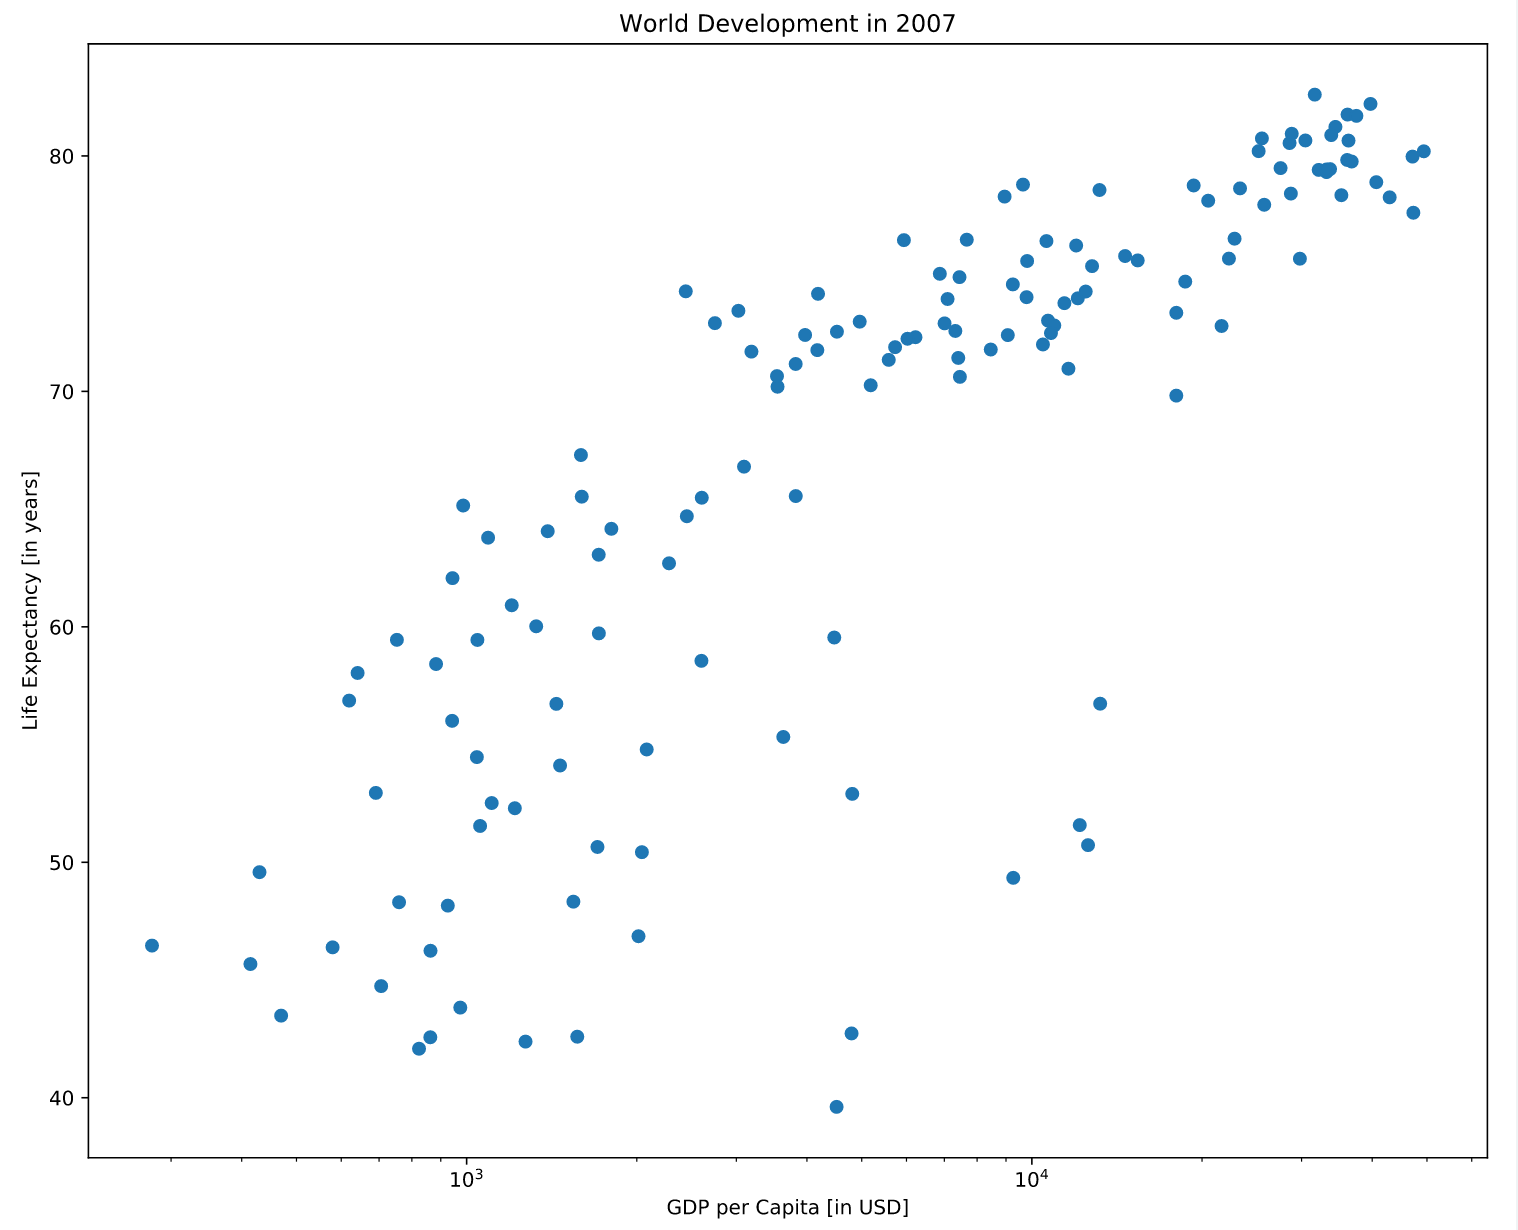 World Development in 2007
Life Expectancy [in years]
80
70
60
50
40
10³ 10⁴
GDP per Capita [in USD]